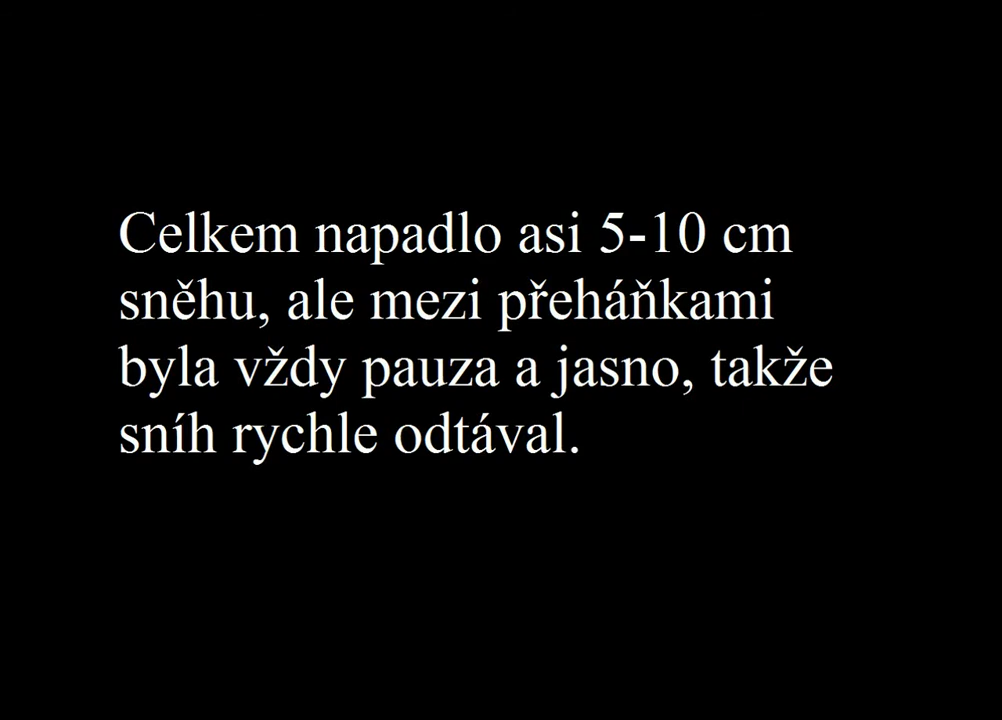 Celkem napadlo asi 5-10 cm
sněhu, ale mezi přeháňkami
byla vždy pauza a jasno, takže
sníh rychle odtával.